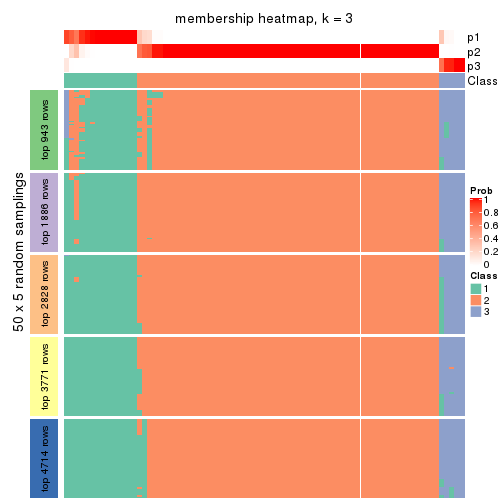 membership heatmap, k = 3
p1
p2
p3
Class
50 x 5 random samplings
top 943 rows
top 1886 rows
top 2828 rows
top 3771 rows
top 4714 rows
Prob
1
0.8
0.6
0.4
0.2
0
Class
1
2
3